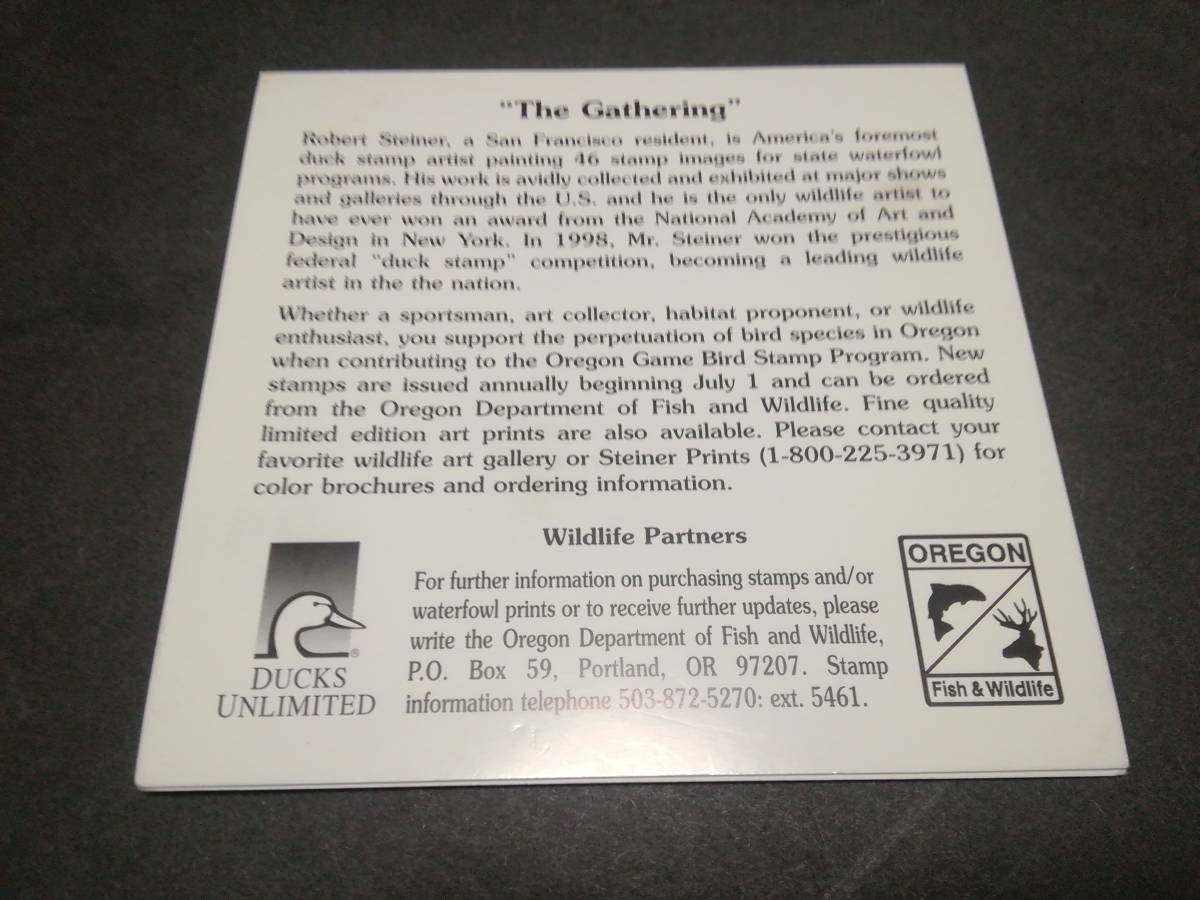 "The Gathering"
Robert Steiner, a San Francisco resident, is America's foremost
duck stamp artist painting 46 stamp images for state waterfowl
programs. His work is avidly collected and exhibited at major shows
and galleries through the U.S. and he is the only wildlife artist to
have ever won an award from the National Academy of Art and
Design in New York. In 1998, Mr. Steiner won the prestigious
federal "duck stamp" competition, becoming a leading wildlife
artist in the the nation.
Whether a sportsman, art collector, habitat proponent, or wildlife
enthusiast, you support the perpetuation of bird species in Oregon
when contributing to the Oregon Game Bird Stamp Program. New
stamps are issued annually beginning July 1 and can be ordered
from the Oregon Department of Fish and Wildlife. Fine quality
limited edition art prints are also available. Please contact your
favorite wildlife art gallery or Steiner Prints (1-800-225-3971) for
color brochures and ordering information.
Wildlife Partners
For further information on purchasing stamps and/or
waterfowl prints or to receive further updates, please
write the Oregon Department of Fish and Wildlife,
P.O. Box 59, Portland, OR 97207. Stamp
information telephone 503-872-5270: ext. 5461.
®
DUCKS
UNLIMITED
OREGON
Fish & Wildlife